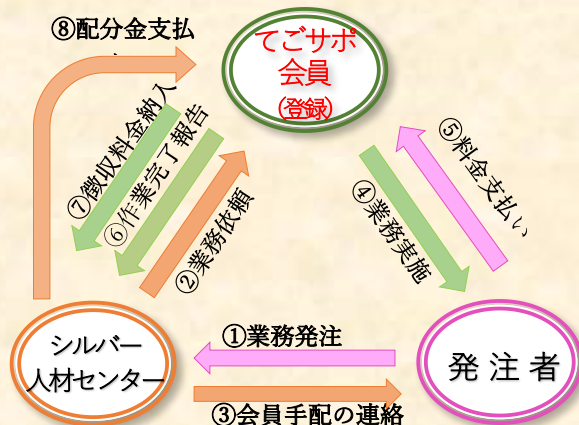 ⑧配分金支払
てごサポ
会員
(登録)
⑦徴収料金納入
⑥作業完了報告
②業務依頼
④業務実施
⑤料金支払い
シルバー
人材センター
①業務発注
発注者
③会員手配の連絡